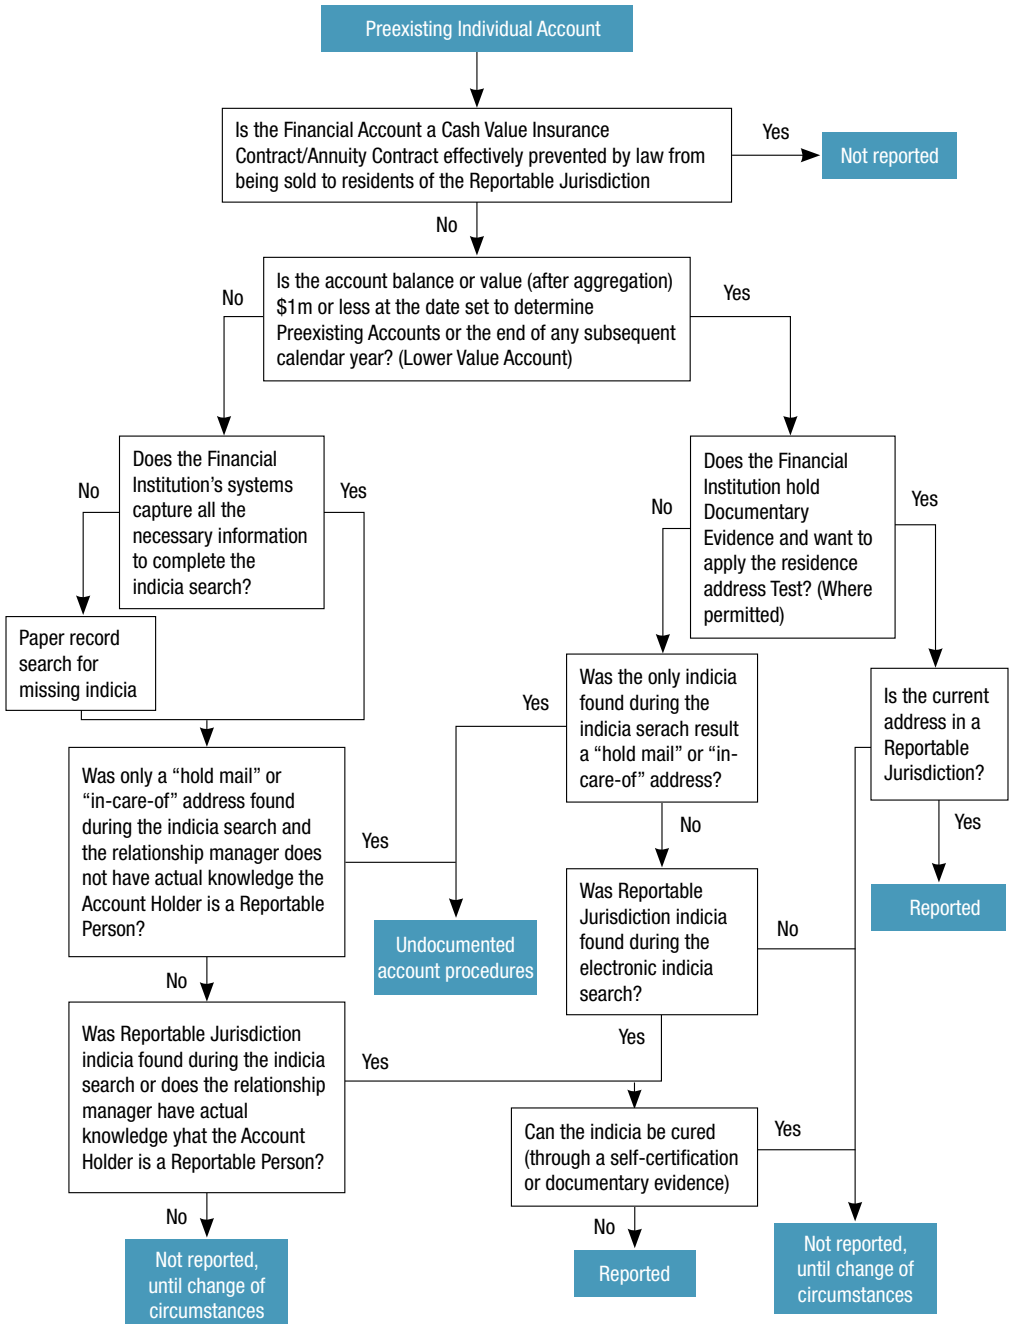 Preexisting Individual Account
Is the Financial Account a Cash Value Insurance
Contract/Annuity Contract effectively prevented by law from
being sold to residents of the Reportable Jurisdiction
Yes
Not reported
No
Is the account balance or value (after aggregation)
$1m or less at the date set to determine
Preexisting Accounts or the end of any subsequent
calendar year? (Lower Value Account)
No
Yes
Does the Financial
Institution's systems
capture all the
necessary information
to complete the
indicia search?
No
Yes
Paper record
search for
missing indicia
Does the Financial
Institution hold
Documentary
Evidence and want to
apply the residence
address Test? (Where
permitted)
No
Yes
Was the only indicia
found during the
indicia serach result
a “hold mail” or “in-
care-of” address?
Yes
No
Is the current
address in a
Reportable
Jurisdiction?
Yes
Reported
Was only a “hold mail” or
“in-care-of” address found
during the indicia search and
the relationship manager does
not have actual knowledge the
Account Holder is a Reportable
Person?
Yes
No
Undocumented
account procedures
Was Reportable
Jurisdiction indicia
found during the
electronic indicia
search?
No
Yes
Was Reportable Jurisdiction
indicia found during the indicia
search or does the relationship
manager have actual
knowledge yhat the Account
Holder is a Reportable Person?
Yes
No
Can the indicia be cured
(through a self-certification
or documentary evidence)
Yes
No
Not reported,
until change of
circumstances
Reported
Not reported,
until change of
circumstances